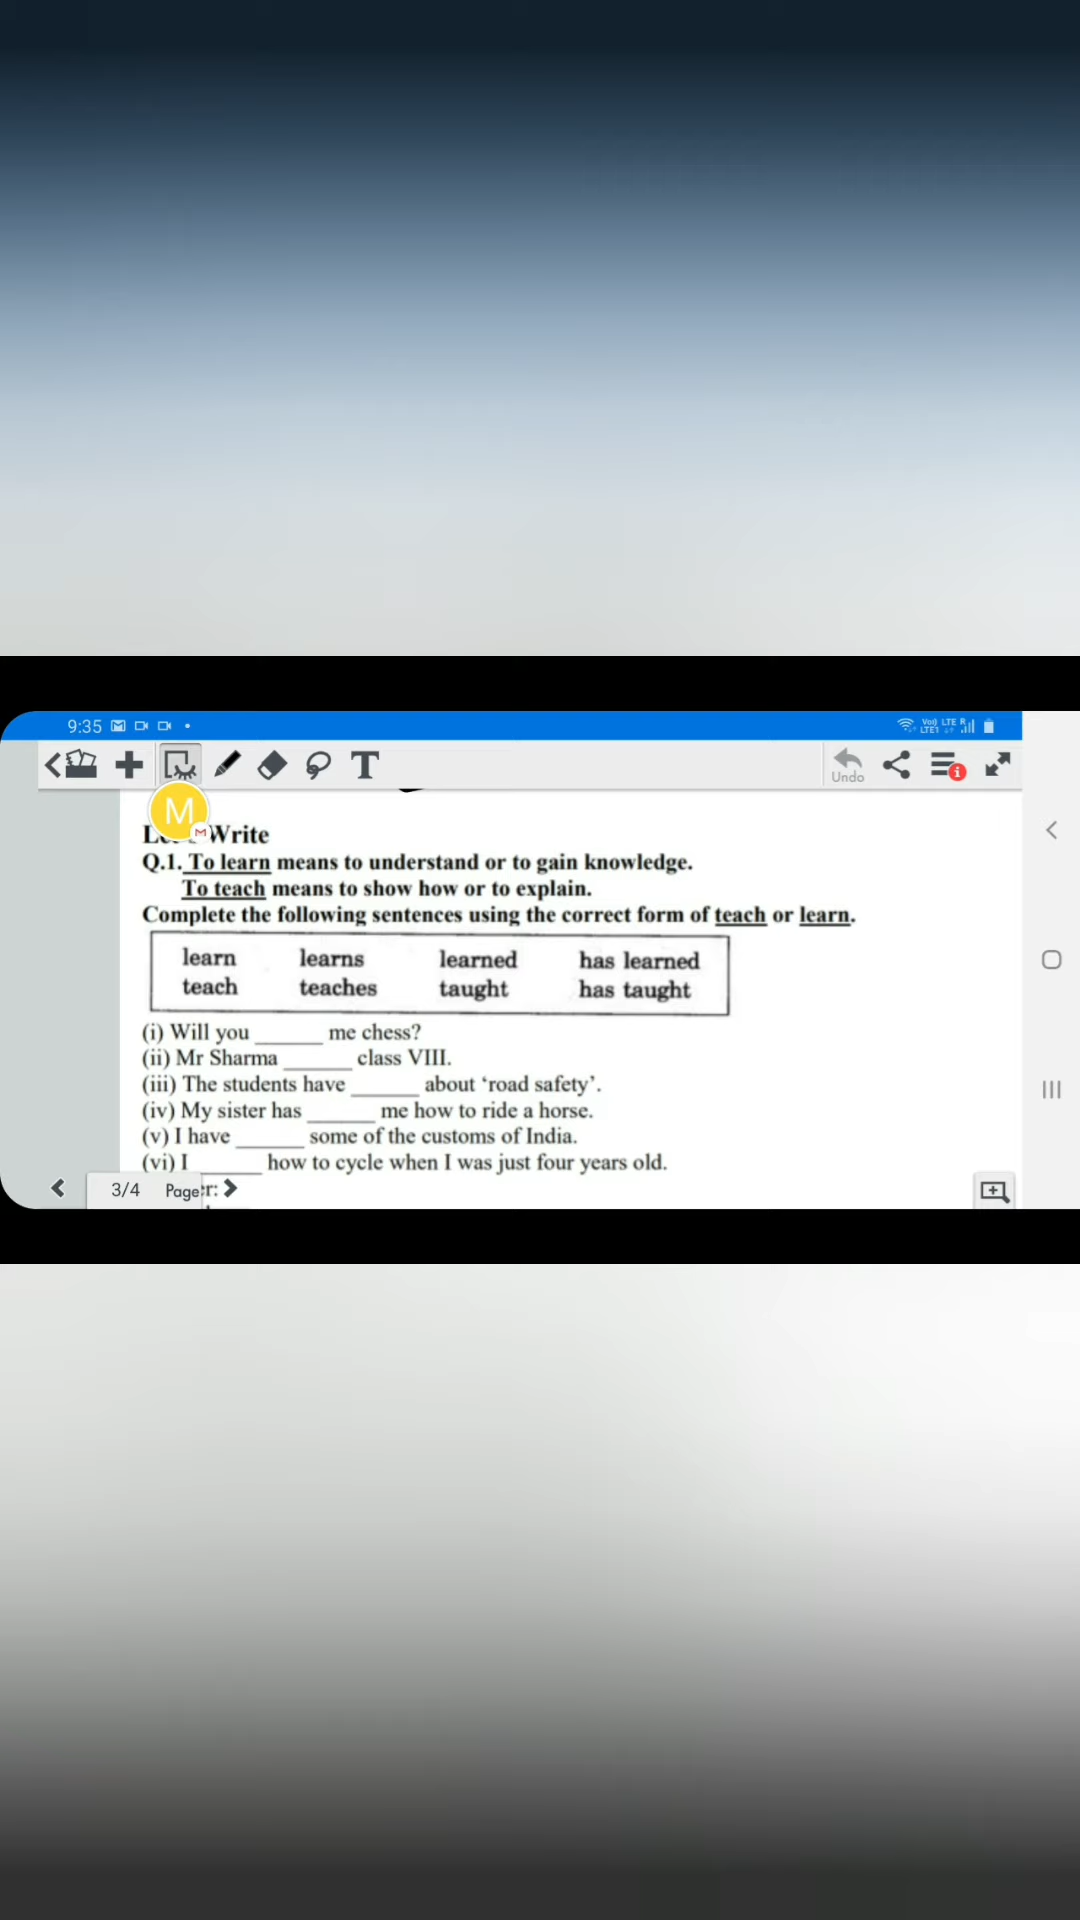 9:35
Vo) LTE R
LTE1
T
Undo
M
Write
Q.1. To learn means to understand or to gain knowledge.
To teach means to show how or to explain.
Complete the following sentences using the correct form of teach or learn.
learn learns learned has learned
teach teaches taught has taught
(i) Will you ______ me chess?
(ii) Mr Sharma ______ class VIII.
(iii) The students have ______ about ‘road safety’.
(iv) My sister has ______ me how to ride a horse.
(v) I have ______ some of the customs of India.
(vi) I ______ how to cycle when I was just four years old.
3/4 Page r: